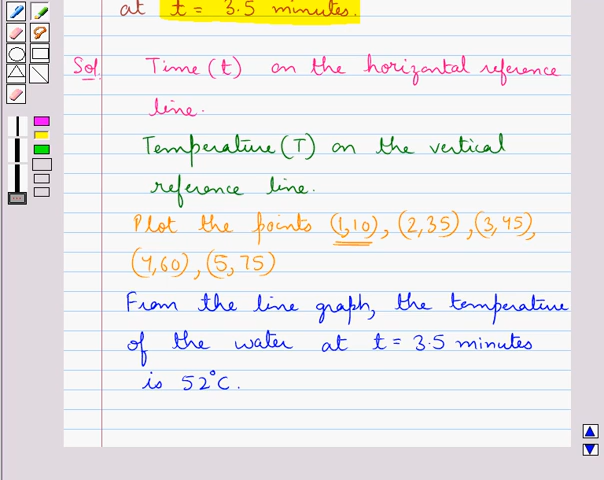 at t = 3.5 minutes.
Sol. Time (t) on the horizontal reference
line.
Temperature (T) on the vertical
reference line.
Plot the points (1,10), (2,35), (3,45),
(4,60), (5,75)
From the line graph, the temperature
of the water at t = 3.5 minutes
is 52°C.